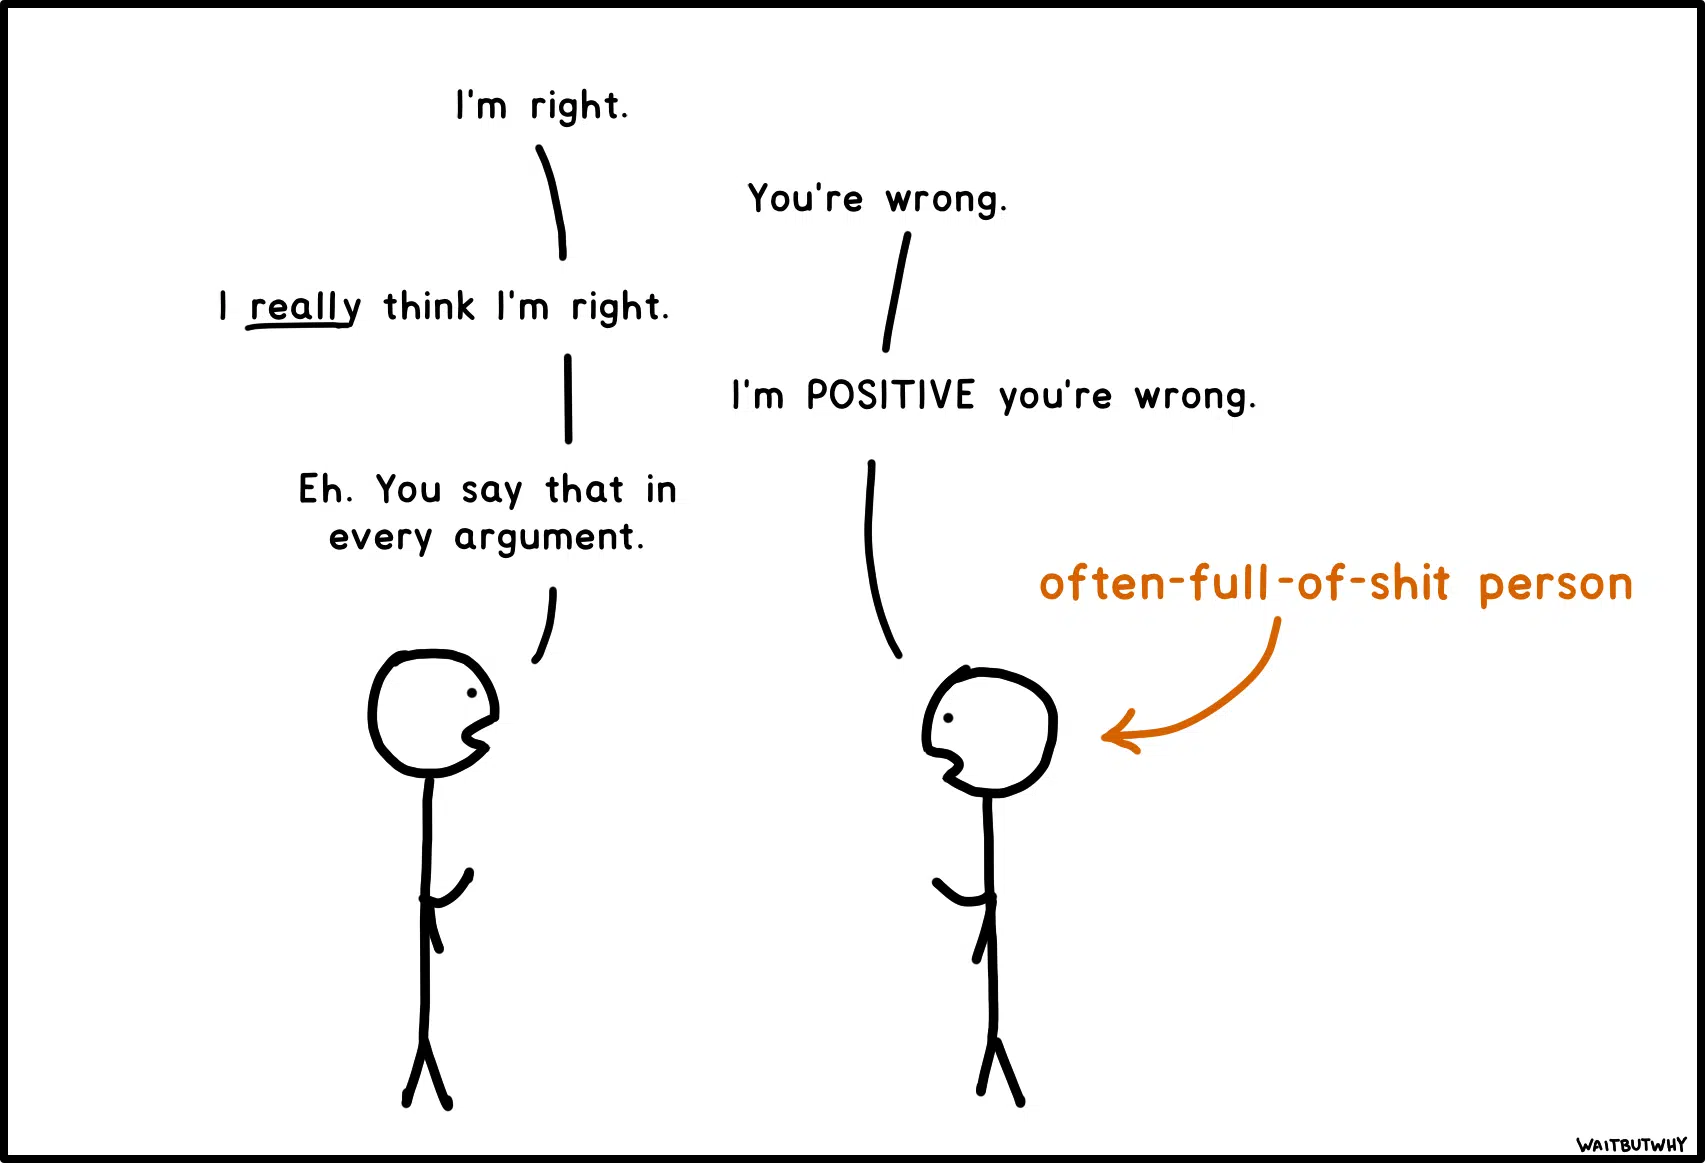 I'm right.
You're wrong.
I really think I'm right.
I'm POSITIVE you're wrong.
Eh. You say that in
every argument.
often-full-of-shit person
WAITBUTWHY